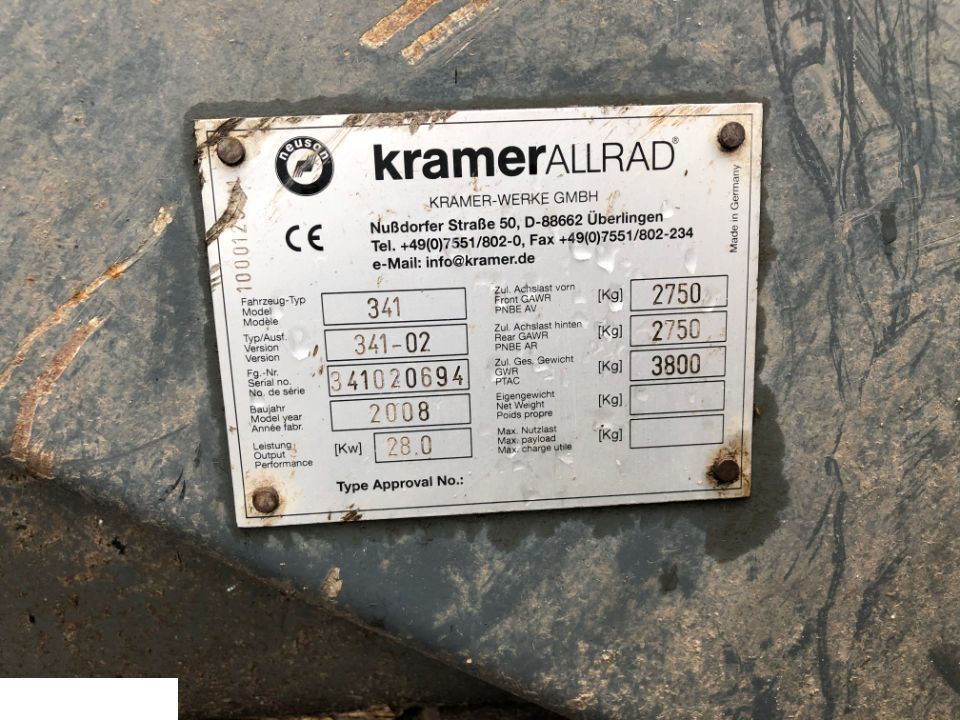 neuson
kramerALLRAD®
KRAMER-WERKE GMBH
Nußdorfer Straße 50, D-88662 Überlingen
Tel. +49(0)7551/802-0, Fax +49(0)7551/802-234
e-Mail: info@kramer.de
CE
Made in Germany
Fahrzeug-Typ
Model
Modèle
341
Typ/Ausf.
Version
Version
341-02
Fg.-Nr.
Serial no.
No. de série
341020694
Baujahr
Model year
Année fabr.
2008
Leistung
Output
Performance
[Kw] 28.0
Zul. Achslast vorn
Front GAWR
PNBE AV
[Kg] 2750
Zul. Achslast hinten
Rear GAWR
PNBE AR
[Kg] 2750
Zul. Ges. Gewicht
GWR
PTAC
[Kg] 3800
Eigengewicht
Net Weight
Poids propre
[Kg]
Max. Nutzlast
Max. payload
Max. charge utile
[Kg]
Type Approval No.: